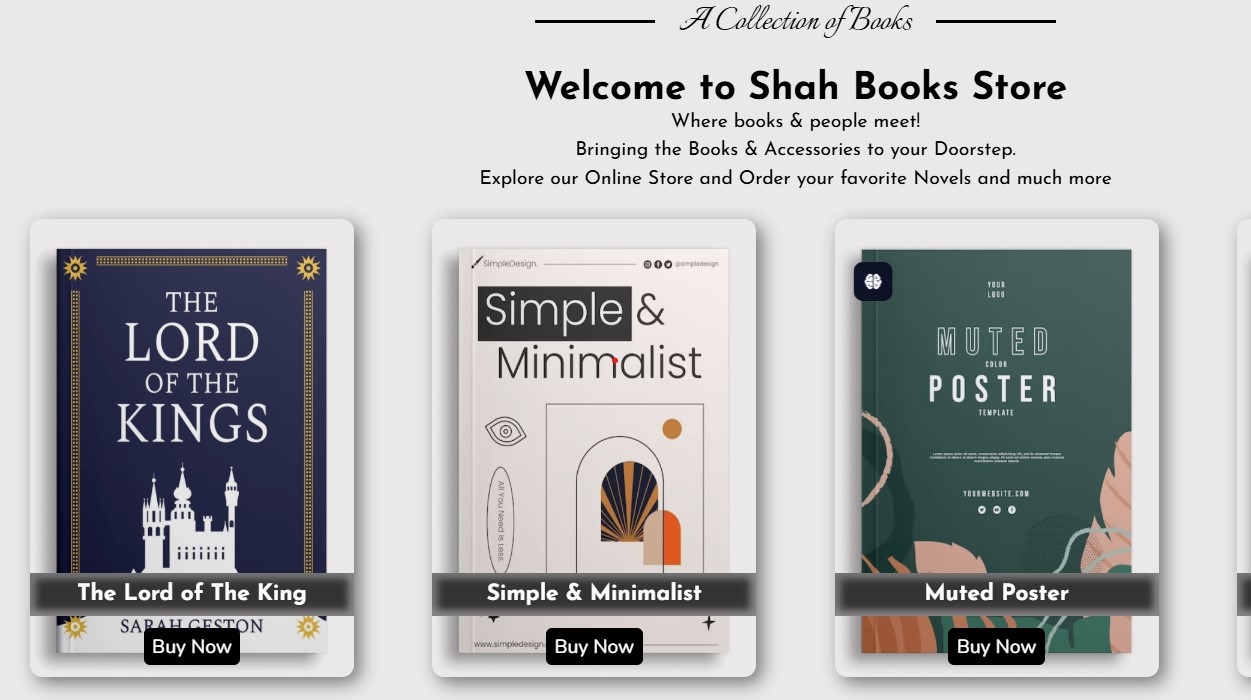 A Collection of Books
Welcome to Shah Books Store
Where books & people meet!
Bringing the Books & Accessories to your Doorstep.
Explore our Online Store and Order your favorite Novels and much more
THE
LORD
OF THE
KINGS
The Lord of The King
SARAH GESTON
Buy Now
SimpleDesign.
@simpledesign
Simple &
Minimalist
All You Need Is Less
Simple & Minimalist
www.simpledesign.
Buy Now
YOUR
LOGO
MUTED
COLOR
POSTER
TEMPLATE
YOURWEBSITE.COM
Muted Poster
Buy Now